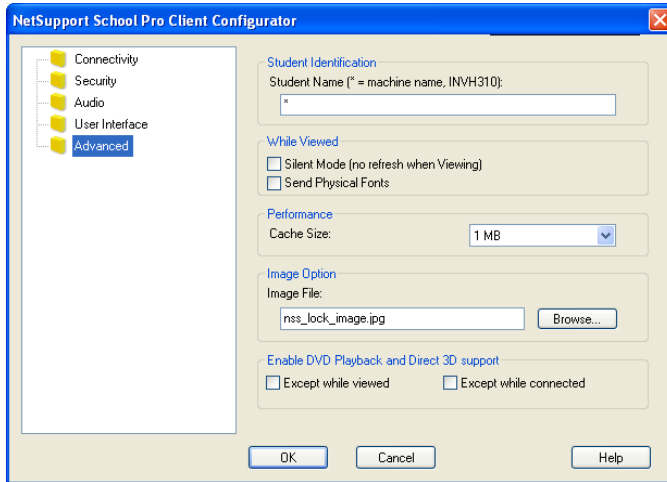 NetSupport School Pro Client Configurator
Connectivity
Security
Audio
User Interface
Advanced
Student Identification
Student Name (* = machine name, INVH310):
*
While Viewed
Silent Mode (no refresh when Viewing)
Send Physical Fonts
Performance
Cache Size:
1 MB
Image Option
Image File:
nss_lock_image.jpg
Browse...
Enable DVD Playback and Direct 3D support
Except while viewed
Except while connected
OK
Cancel
Help